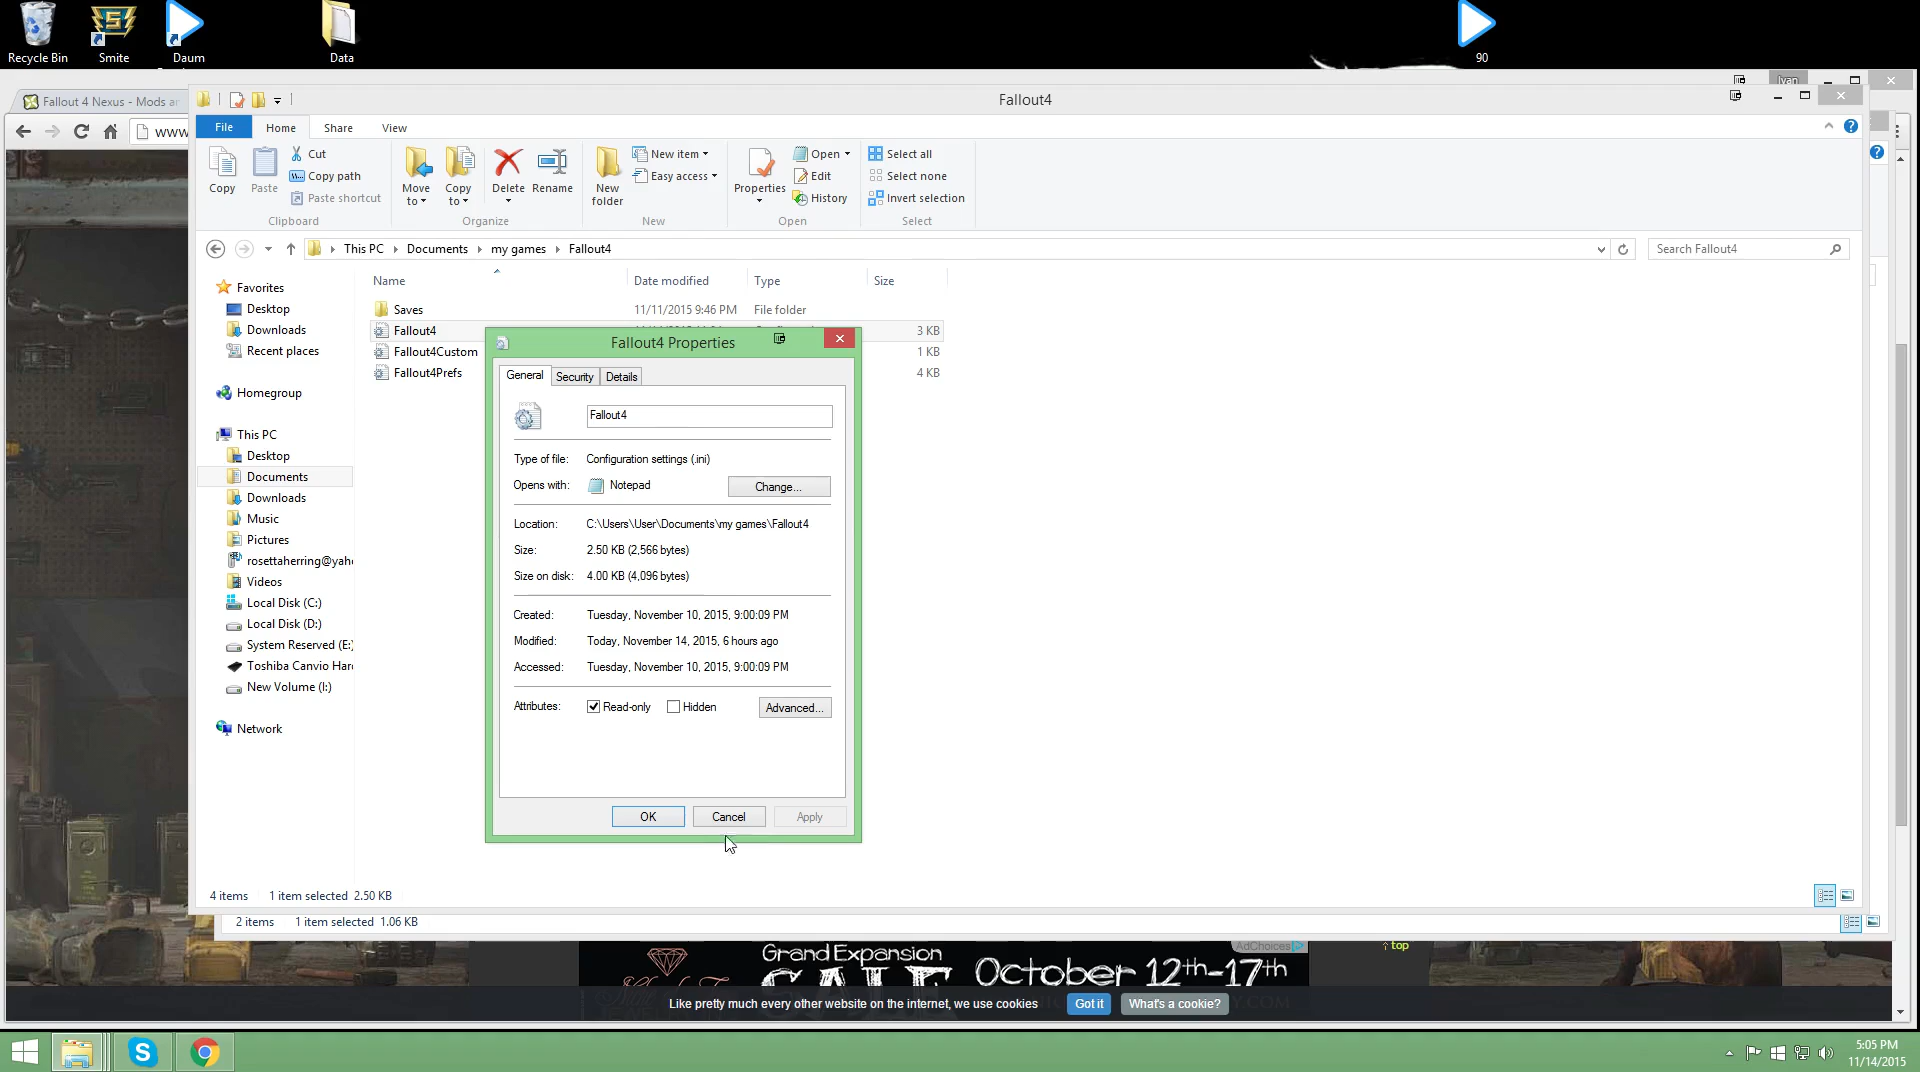 Recycle Bin
Smite
Daum
Data
90
Fallout 4 Nexus - Mods ar
Ivan
www
Fallout4
File
Home
Share
View
Copy
Paste
Cut
Copy path
Paste shortcut
Clipboard
Move to
Copy to
Delete
Rename
Organize
New folder
New item
Easy access
New
Properties
Open
Edit
History
Open
Select all
Select none
Invert selection
Select
This PC
Documents
my games
Fallout4
Search Fallout4
Name
Date modified
Type
Size
Favorites
Desktop
Downloads
Recent places
Homegroup
This PC
Desktop
Documents
Downloads
Music
Pictures
rosettaherring@yah
Videos
Local Disk (C:)
Local Disk (D:)
System Reserved (E:)
Toshiba Canvio Har
New Volume (I:)
Network
Saves 11/11/2015 9:46 PM File folder
Fallout4 3 KB
Fallout4Custom 1 KB
Fallout4Prefs 4 KB
Fallout4 Properties
General
Security
Details
Fallout4
Type of file: Configuration settings (.ini)
Opens with: Notepad
Change...
Location: C:\Users\User\Documents\my games\Fallout4
Size: 2.50 KB (2,566 bytes)
Size on disk: 4.00 KB (4,096 bytes)
Created: Tuesday, November 10, 2015, 9:00:09 PM
Modified: Today, November 14, 2015, 6 hours ago
Accessed: Tuesday, November 10, 2015, 9:00:09 PM
Attributes: Read-only Hidden
Advanced...
OK
Cancel
Apply
4 items 1 item selected 2.50 KB
2 items 1 item selected 1.06 KB
AdChoices
top
Grand Expansion
SALE
October 12th-17th
Like pretty much every other website on the internet, we use cookies
Got it
What's a cookie?
5:05 PM
11/14/2015